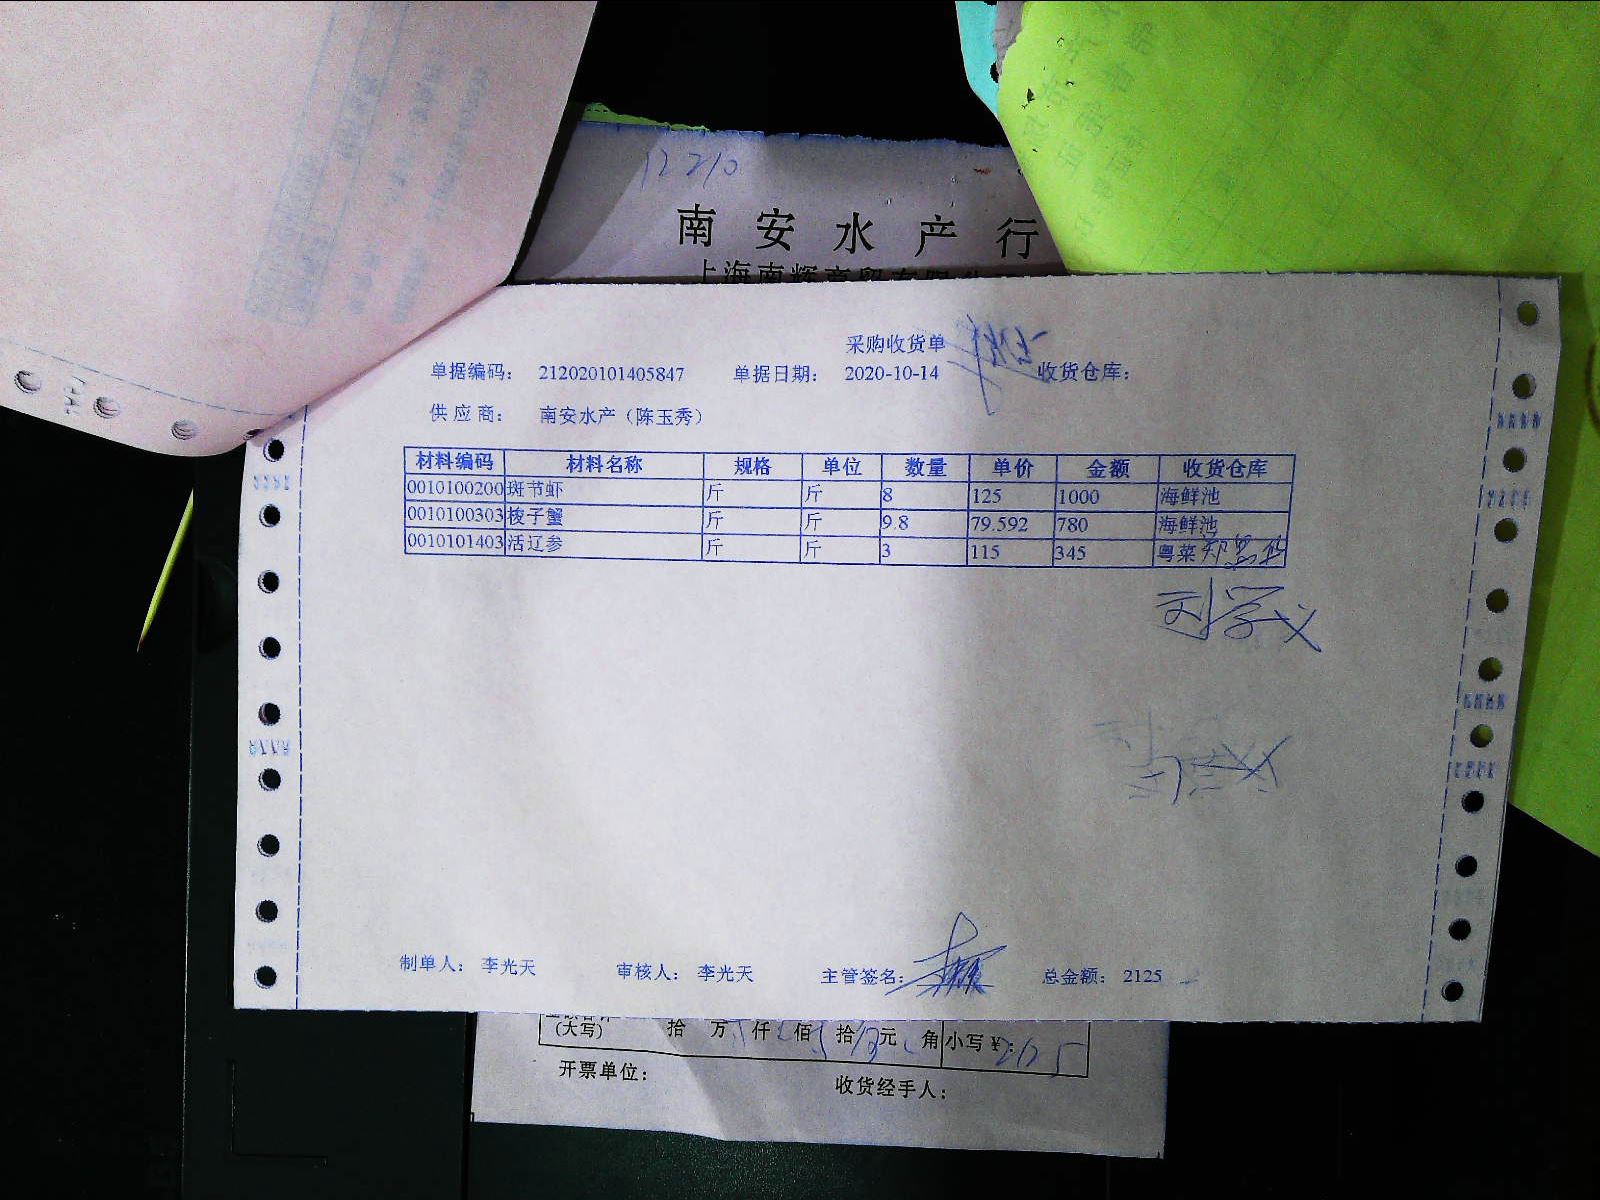 12210
南安水产行
采购收货单
单据编码： 212020101405847 单据日期： 2020-10-14 收货仓库：
供应商： 南安水产（陈玉秀）
材料编码 材料名称 规格 单位 数量 单价 金额 收货仓库
0010100200 斑节虾 斤 斤 8 125 1000 海鲜池
0010100303 梭子蟹 斤 斤 9.8 79.592 780 海鲜池
0010101403 活辽参 斤 斤 3 115 345 粤菜
刘学义
制单人： 李光天 审核人： 李光天 主管签名： 总金额： 2125
(大写) 拾 万 仟 佰 拾 元 角 小写￥： 2125
开票单位： 收货经手人：